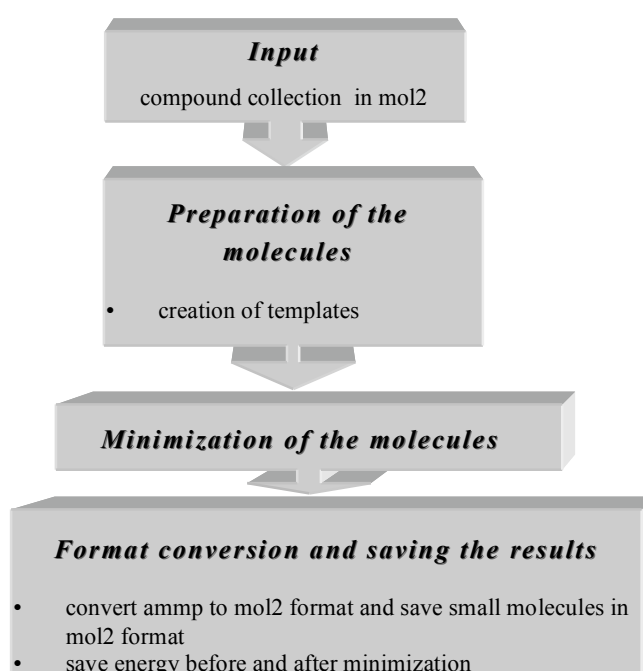 Input
compound collection in mol2
Preparation of the
molecules
• creation of templates
Minimization of the molecules
Format conversion and saving the results
• convert ammp to mol2 format and save small molecules in
mol2 format
• save energy before and after minimization